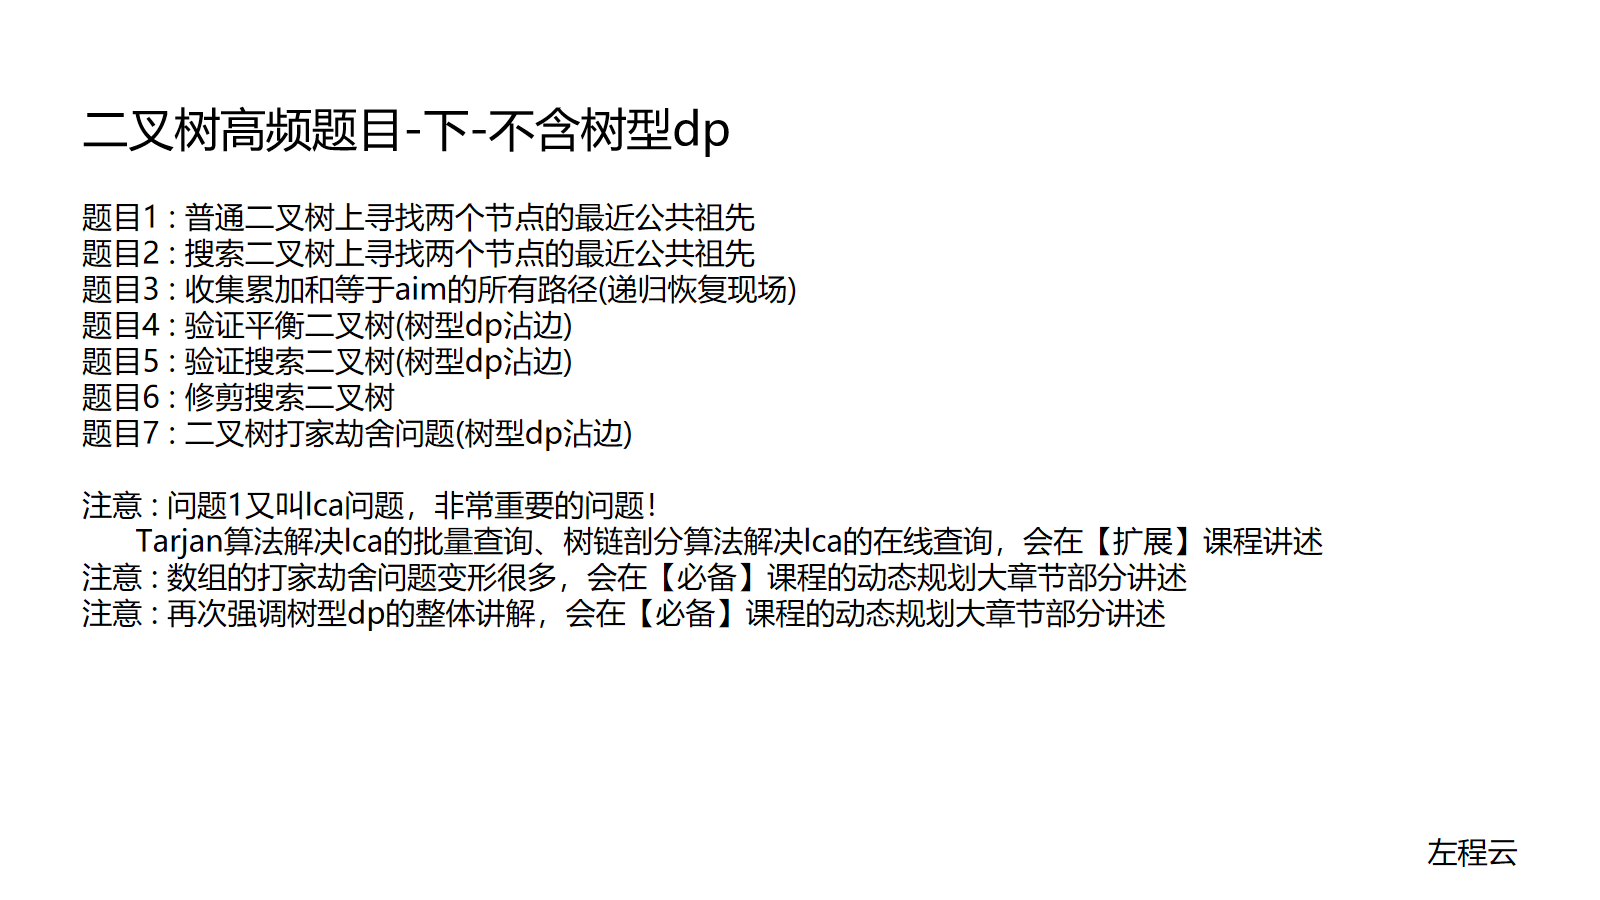 二叉树高频题目-下-不含树型dp
题目1 : 普通二叉树上寻找两个节点的最近公共祖先
题目2 : 搜索二叉树上寻找两个节点的最近公共祖先
题目3 : 收集累加和等于aim的所有路径(递归恢复现场)
题目4 : 验证平衡二叉树(树型dp沾边)
题目5 : 验证搜索二叉树(树型dp沾边)
题目6 : 修剪搜索二叉树
题目7 : 二叉树打家劫舍问题(树型dp沾边)
注意 : 问题1又叫lca问题，非常重要的问题！
Tarjan算法解决lca的批量查询、树链剖分算法解决lca的在线查询，会在【扩展】课程讲述
注意 : 数组的打家劫舍问题变形很多，会在【必备】课程的动态规划大章节部分讲述
注意 : 再次强调树型dp的整体讲解，会在【必备】课程的动态规划大章节部分讲述
左程云